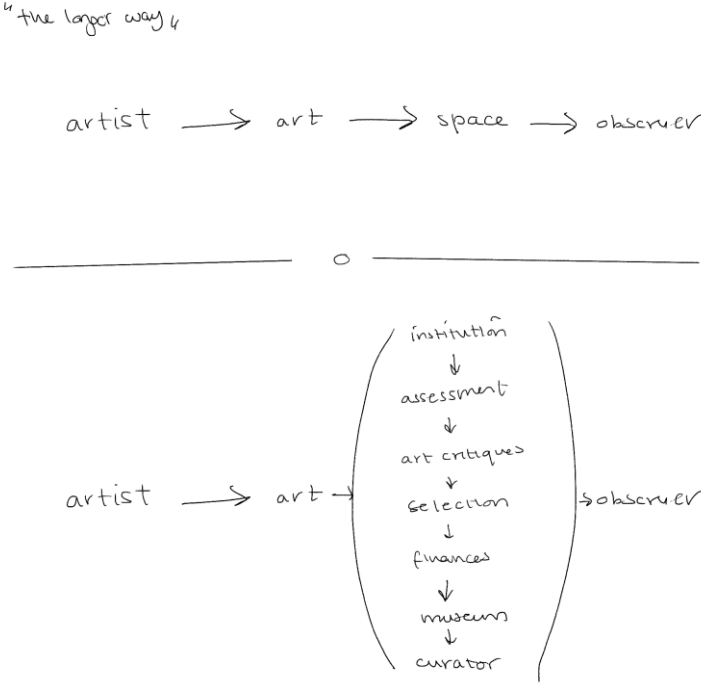 "the longer way"
artist → art → space → observer
o
institution
↓
assessment
↓
art critiques
↓
artist → art → selection → observer
↓
finances
↓
museum
↓
curator